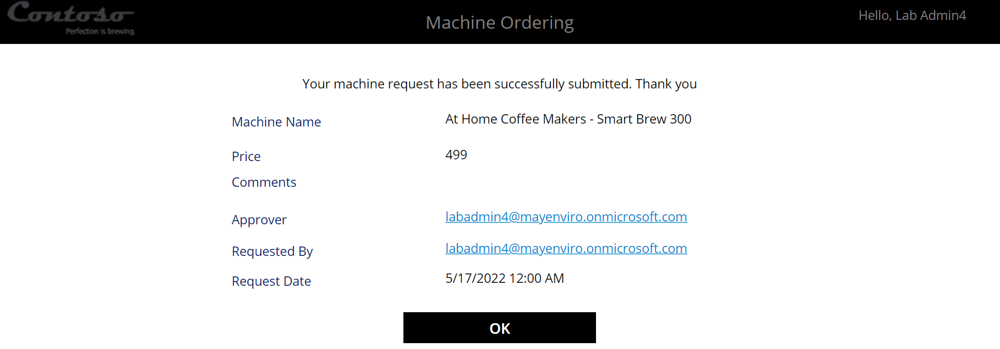 Contoso
Perfection is brewing.
Machine Ordering
Hello, Lab Admin4
Your machine request has been successfully submitted. Thank you
Machine Name At Home Coffee Makers - Smart Brew 300
Price 499
Comments
Approver labadmin4@mayenviro.onmicrosoft.com
Requested By labadmin4@mayenviro.onmicrosoft.com
Request Date 5/17/2022 12:00 AM
OK